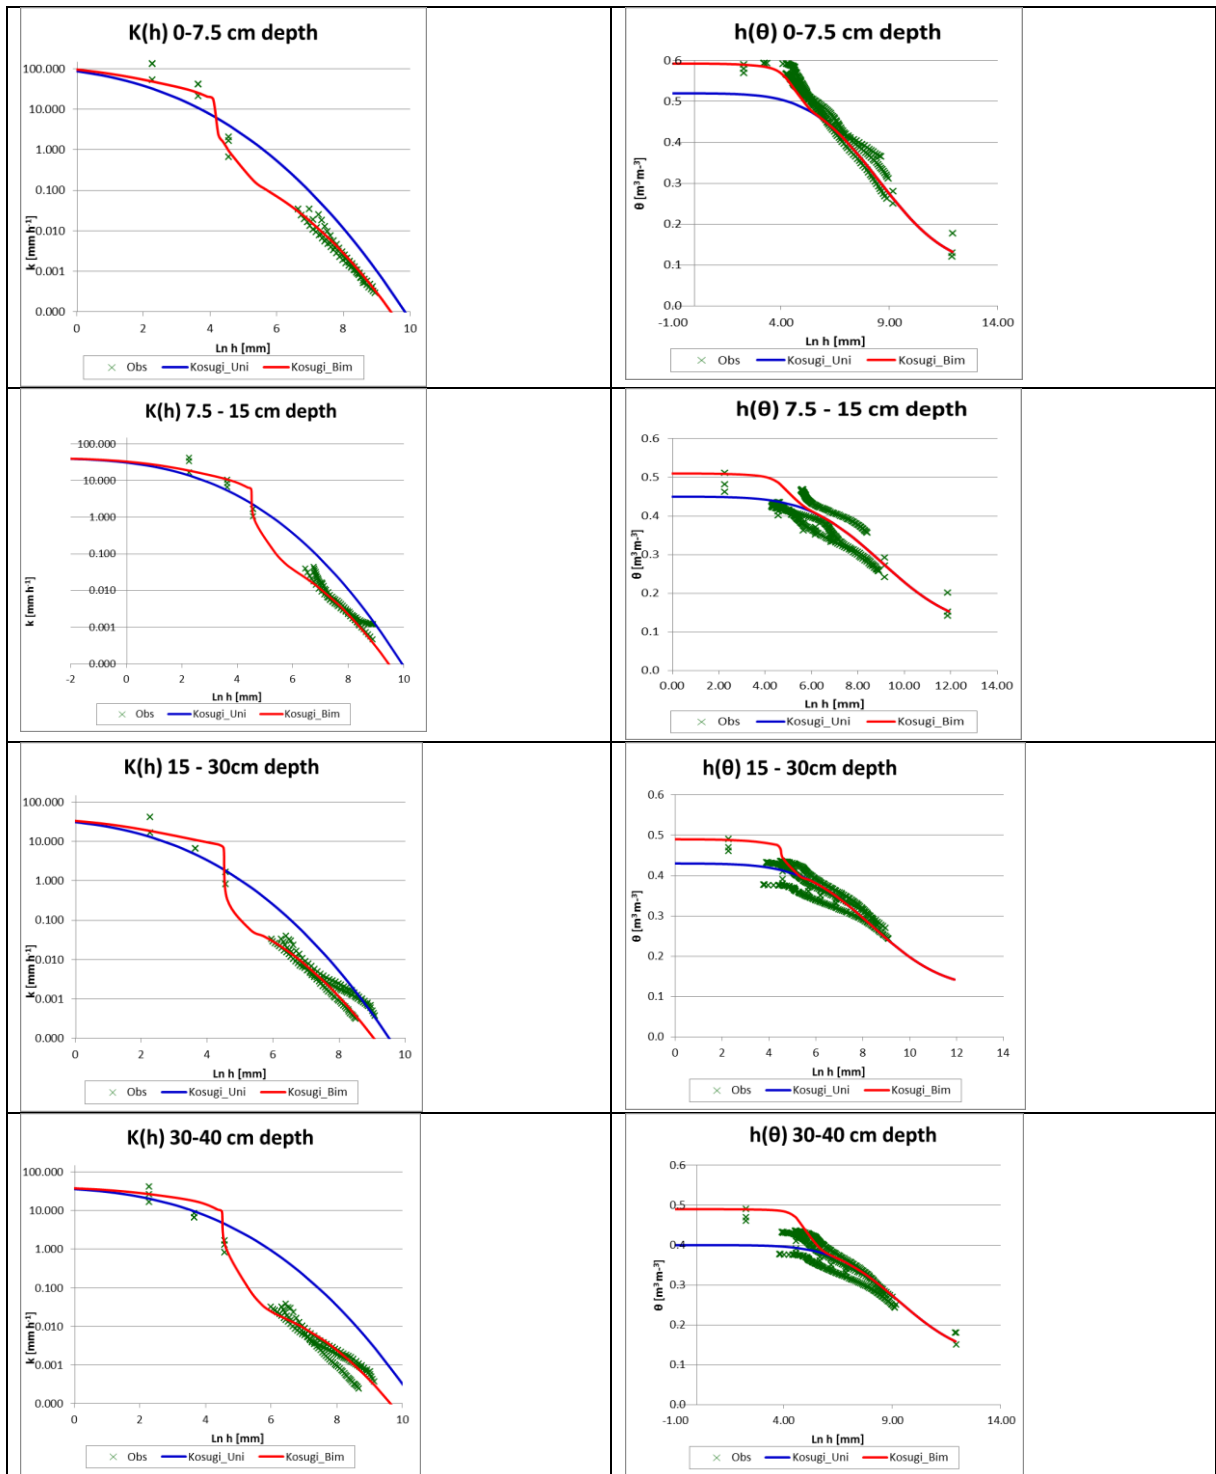 K(h) 0-7.5 cm depth
100.000
10.000
1.000
0.100
0.010
0.001
0.000
k [mm h⁻¹]
0 2 4 6 8 10
Ln h [mm]
Obs Kosugi_Uni Kosugi_Bim
h(θ) 0-7.5 cm depth
0.6
0.5
0.4
0.3
0.2
0.1
0.0
θ [m³m⁻³]
-1.00 4.00 9.00 14.00
Ln h [mm]
Obs Kosugi_Uni Kosugi_Bim
K(h) 7.5 - 15 cm depth
100.000
10.000
1.000
0.100
0.010
0.001
0.000
k [mm h⁻¹]
-2 0 2 4 6 8 10
Ln h [mm]
Obs Kosugi_Uni Kosugi_Bim
h(θ) 7.5 - 15 cm depth
0.6
0.5
0.4
0.3
0.2
0.1
0.0
θ [m³m⁻³]
0.00 2.00 4.00 6.00 8.00 10.00 12.00 14.00
Ln h [mm]
Obs Kosugi_Uni Kosugi_Bim
K(h) 15 - 30cm depth
100.000
10.000
1.000
0.100
0.010
0.001
0.000
k [mm h⁻¹]
0 2 4 6 8 10
Ln h [mm]
Obs Kosugi_Uni Kosugi_Bim
h(θ) 15 - 30cm depth
0.6
0.5
0.4
0.3
0.2
0.1
0.0
θ [m³m⁻³]
0 2 4 6 8 10 12 14
Ln h [mm]
Obs Kosugi_Uni Kosugi_Bim
K(h) 30-40 cm depth
100.000
10.000
1.000
0.100
0.010
0.001
0.000
k [mm h⁻¹]
0 2 4 6 8 10
Ln h [mm]
Obs Kosugi_Uni Kosugi_Bim
h(θ) 30-40 cm depth
0.6
0.5
0.4
0.3
0.2
0.1
0.0
θ [m³m⁻³]
-1.00 4.00 9.00 14.00
Ln h [mm]
Obs Kosugi_Uni Kosugi_Bim